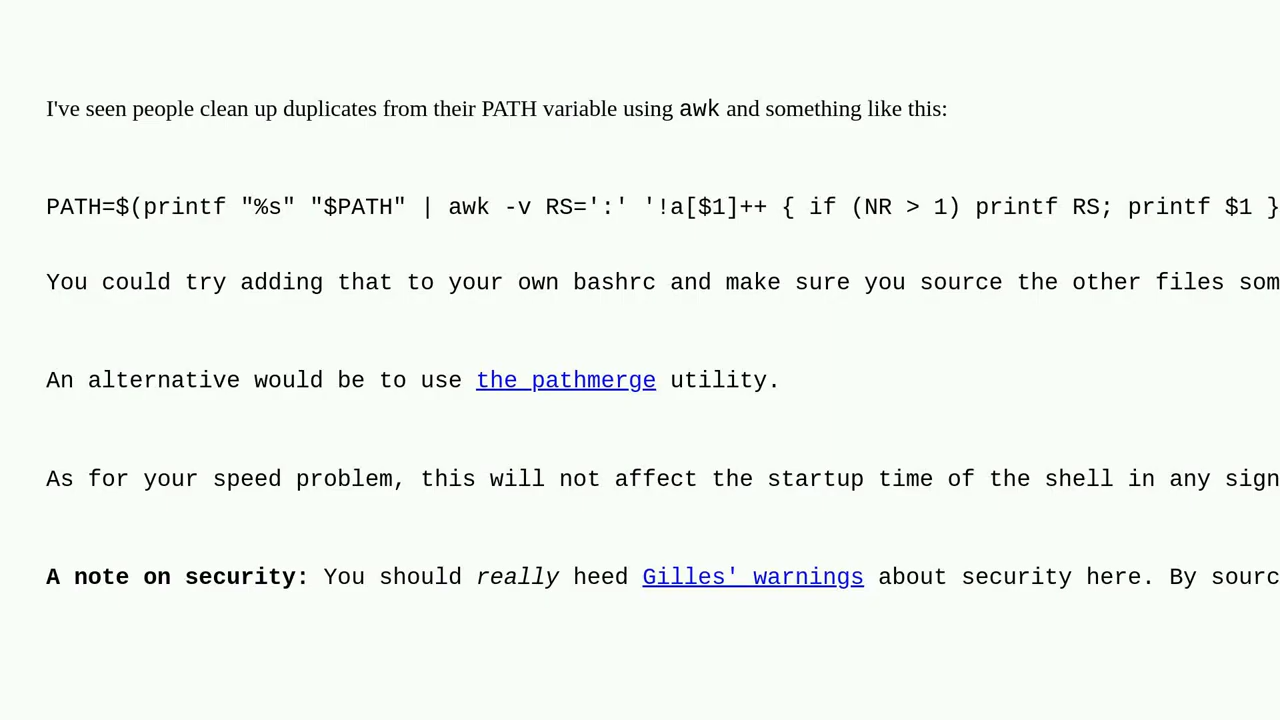 I've seen people clean up duplicates from their PATH variable using awk and something like this:
PATH=$(printf "%s" "$PATH" | awk -v RS=':' '!a[$1]++ { if (NR > 1) printf RS; printf $1 }
You could try adding that to your own bashrc and make sure you source the other files som
An alternative would be to use the pathmerge utility.
As for your speed problem, this will not affect the startup time of the shell in any sign
A note on security: You should really heed Gilles' warnings about security here. By sourc